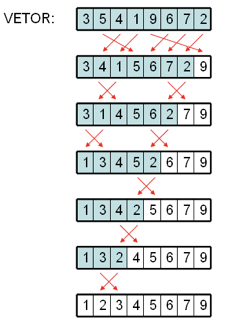 VETOR: 3 5 4 1 9 6 7 2
3 4 1 5 6 7 2 9
3 1 4 5 6 2 7 9
1 3 4 5 2 6 7 9
1 3 4 2 5 6 7 9
1 3 2 4 5 6 7 9
1 2 3 4 5 6 7 9